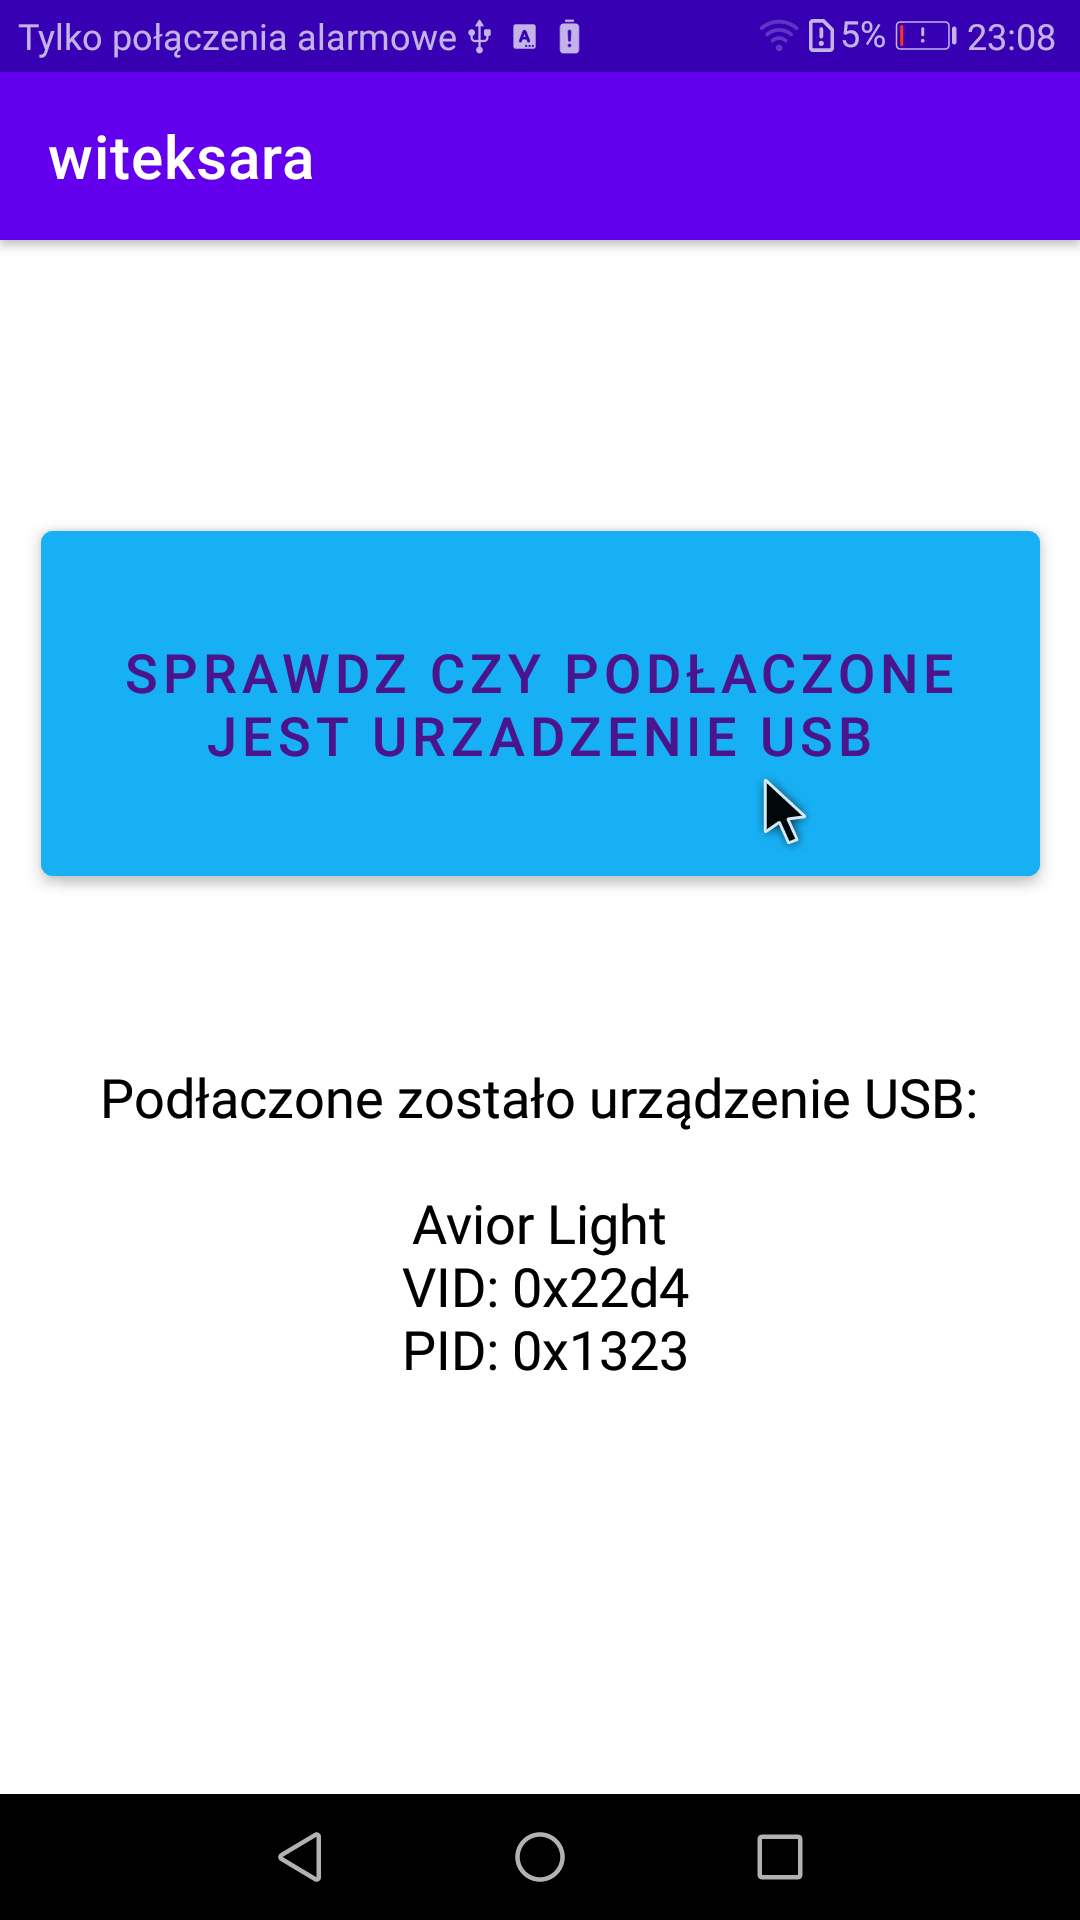 Tylko połączenia alarmowe 5% 23:08
witeksara
SPRAWDZ CZY PODŁACZONE
JEST URZADZENIE USB
Podłaczone zostało urządzenie USB:
Avior Light
VID: 0x22d4
PID: 0x1323